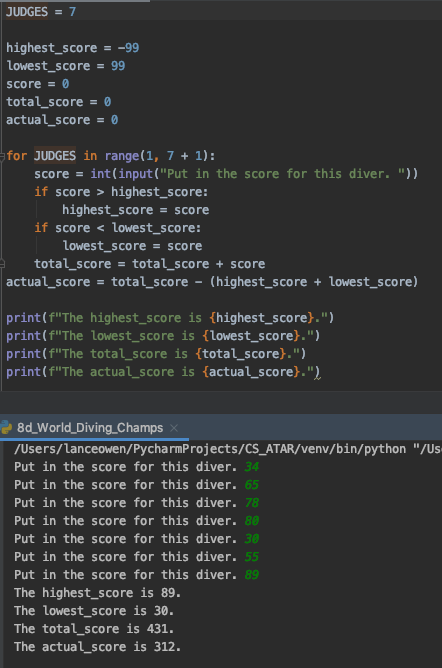 JUDGES = 7
highest_score = -99
lowest_score = 99
score = 0
total_score = 0
actual_score = 0
for JUDGES in range(1, 7 + 1):
    score = int(input("Put in the score for this diver. "))
    if score > highest_score:
        highest_score = score
    if score < lowest_score:
        lowest_score = score
    total_score = total_score + score
actual_score = total_score - (highest_score + lowest_score)
print(f"The highest_score is {highest_score}.")
print(f"The lowest_score is {lowest_score}.")
print(f"The total_score is {total_score}.")
print(f"The actual_score is {actual_score}.")
8d_World_Diving_Champs ×
/Users/lanceowen/PycharmProjects/CS_ATAR/venv/bin/python "/Us
Put in the score for this diver. 34
Put in the score for this diver. 65
Put in the score for this diver. 78
Put in the score for this diver. 80
Put in the score for this diver. 30
Put in the score for this diver. 55
Put in the score for this diver. 89
The highest_score is 89.
The lowest_score is 30.
The total_score is 431.
The actual_score is 312.